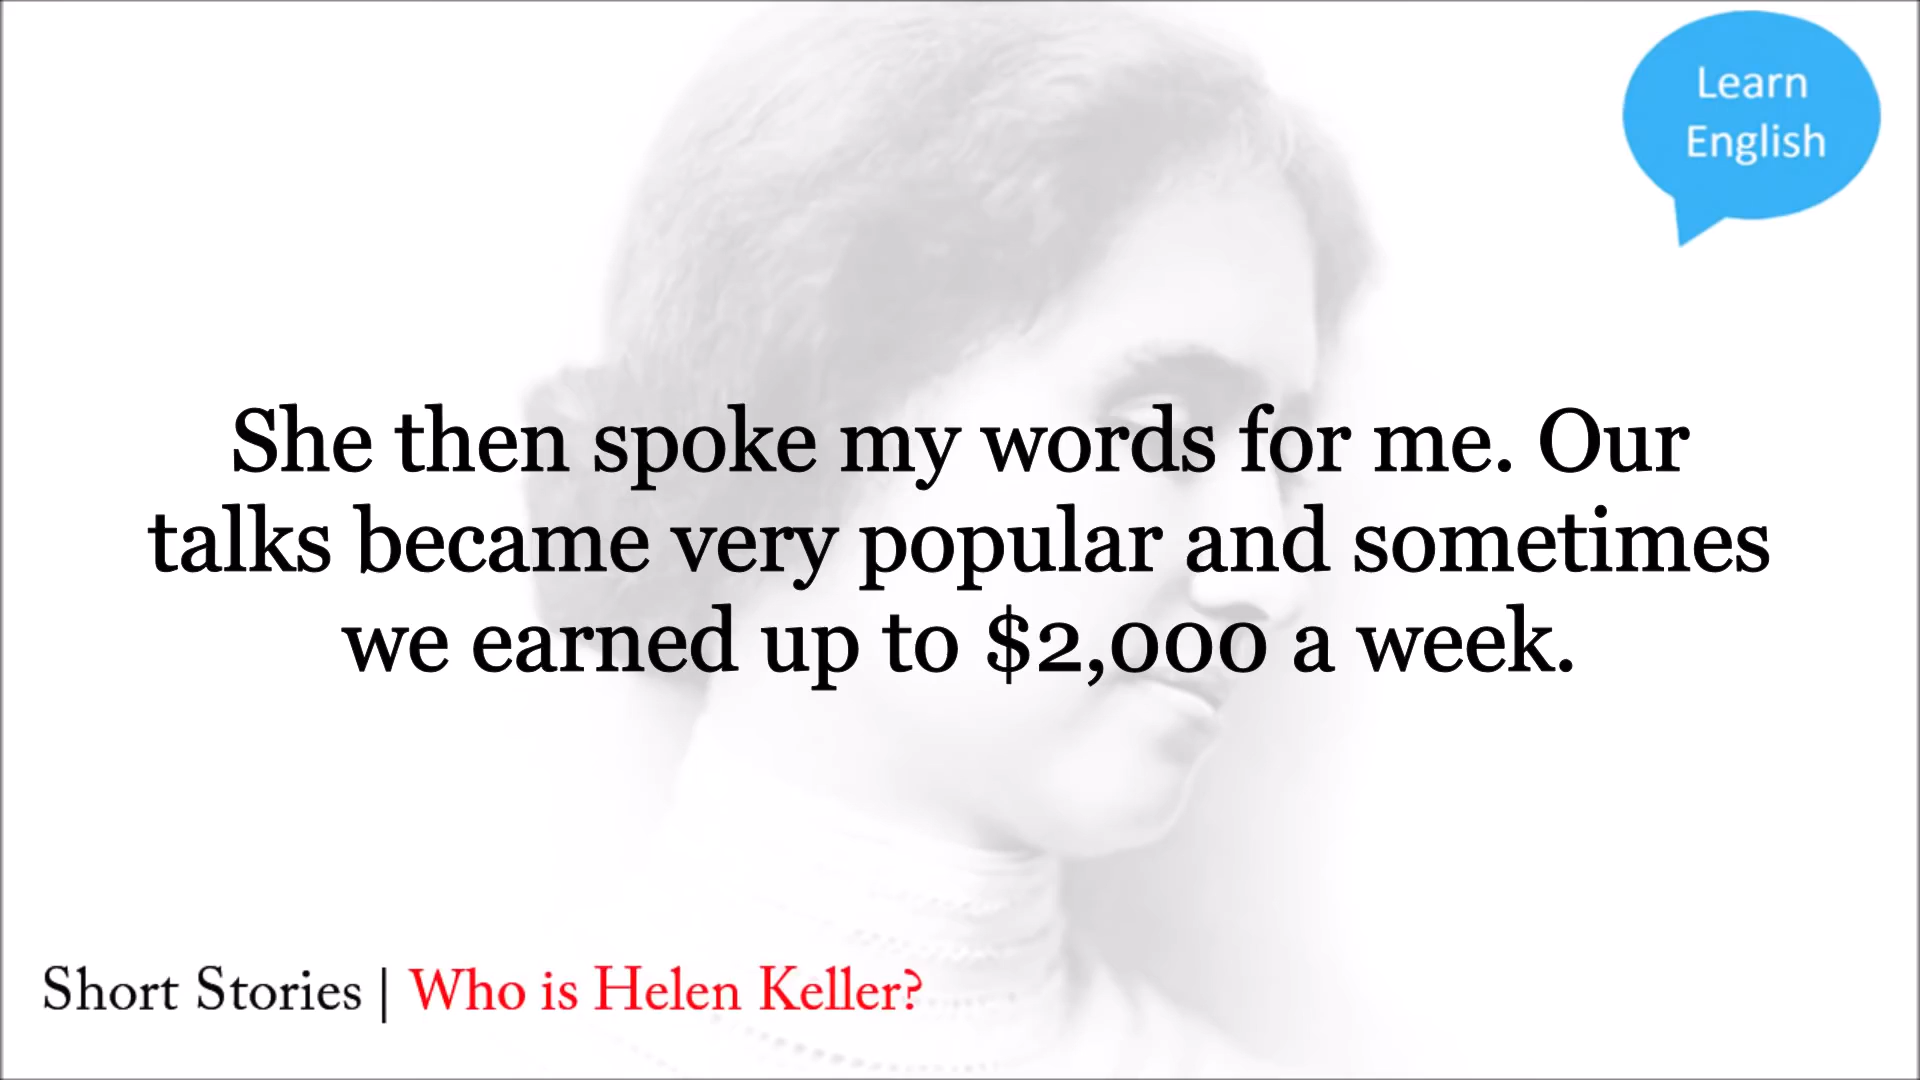 Learn
English
She then spoke my words for me. Our
talks became very popular and sometimes
we earned up to $2,000 a week.
Short Stories | Who is Helen Keller?